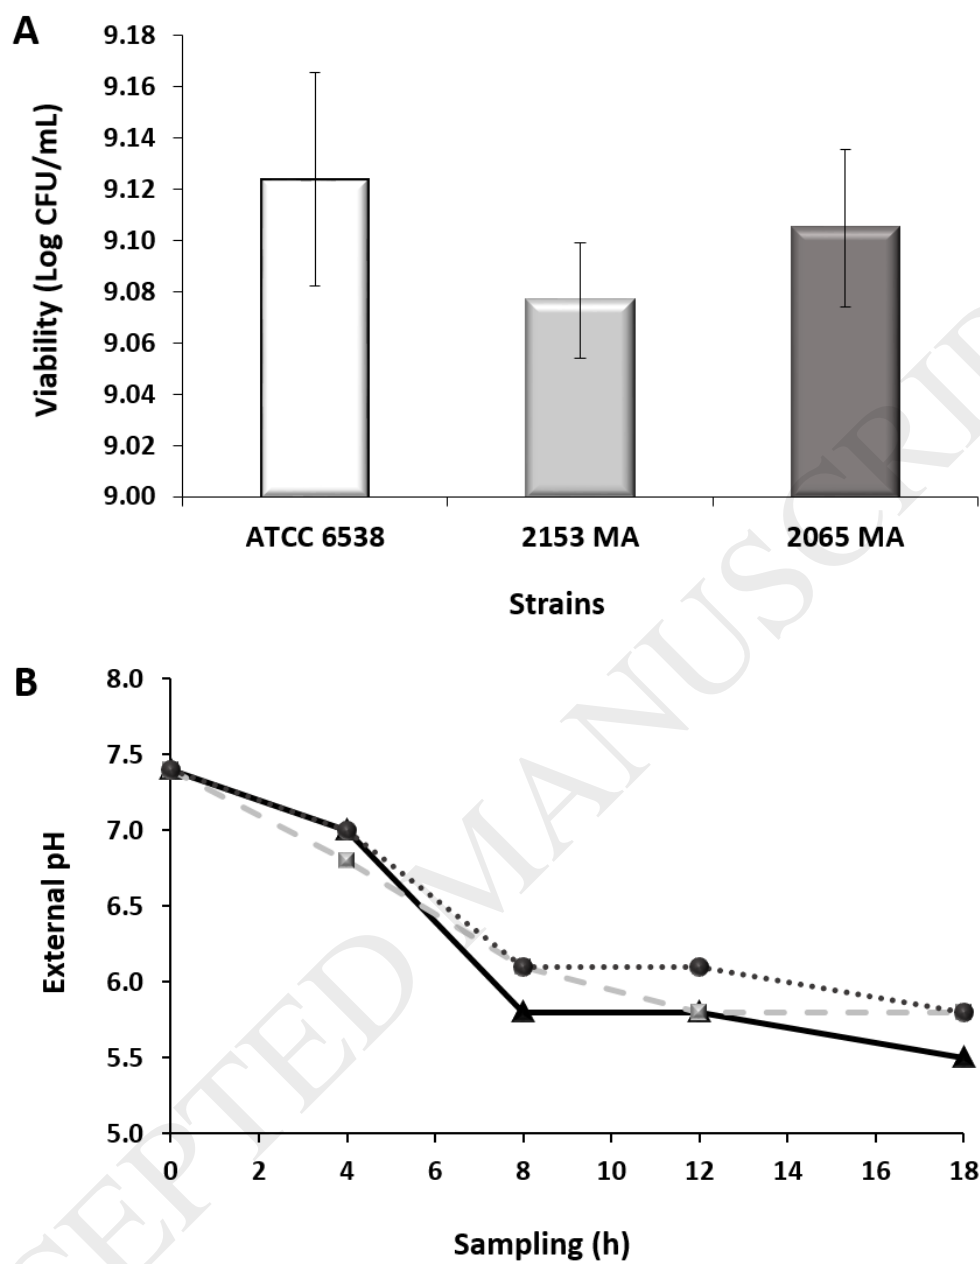 A
Viability (Log CFU/mL)
9.18
9.16
9.14
9.12
9.10
9.08
9.06
9.04
9.02
9.00
ATCC 6538 2153 MA 2065 MA
Strains
B
External pH
8.0
7.5
7.0
6.5
6.0
5.5
5.0
0 2 4 6 8 10 12 14 16 18
Sampling (h)
CEPTED MANUSCRIP